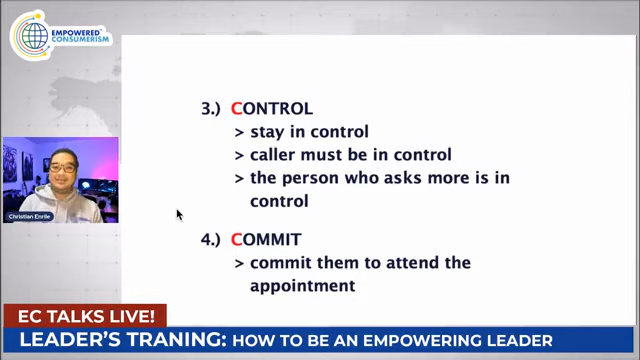 EMPOWERED
CONSUMERISM
3.) CONTROL
> stay in control
> caller must be in control
> the person who asks more is in
control
4.) COMMIT
> commit them to attend the
appointment
Christian Enrile
EC TALKS LIVE!
LEADER'S TRANING: HOW TO BE AN EMPOWERING LEADER